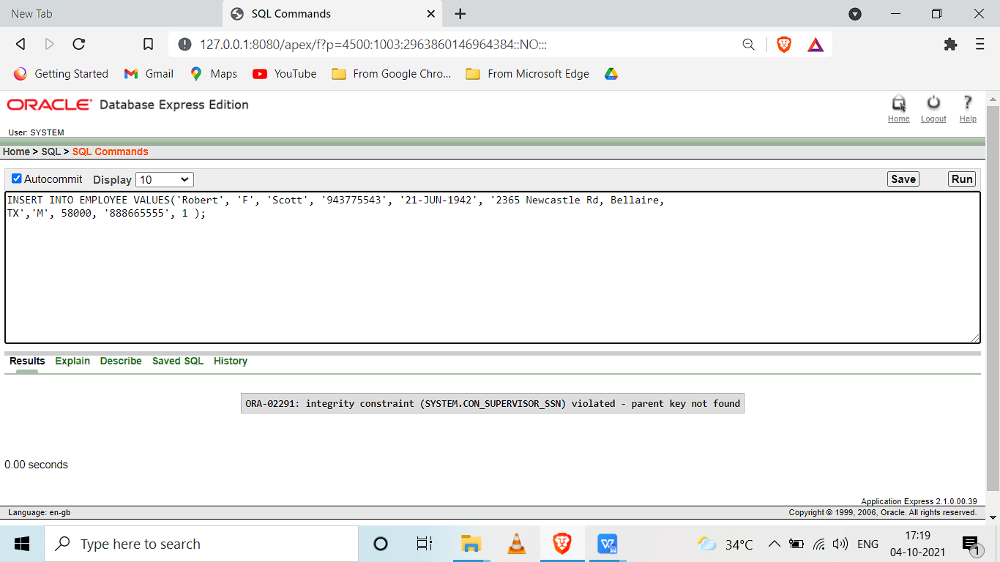 New Tab
SQL Commands
127.0.0.1:8080/apex/f?p=4500:1003:2963860146964384::NO:::
Getting Started Gmail Maps YouTube From Google Chro... From Microsoft Edge
ORACLE Database Express Edition
Home Logout Help
User: SYSTEM
Home > SQL > SQL Commands
Autocommit Display 10 Save Run
INSERT INTO EMPLOYEE VALUES('Robert', 'F', 'Scott', '943775543', '21-JUN-1942', '2365 Newcastle Rd, Bellaire,
TX','M', 58000, '888665555', 1 );
Results Explain Describe Saved SQL History
ORA-02291: integrity constraint (SYSTEM.CON_SUPERVISOR_SSN) violated - parent key not found
0.00 seconds
Application Express 2.1.0.00.39
Language: en-gb Copyright © 1999, 2006, Oracle. All rights reserved.
Type here to search 34°C ENG 17:19
04-10-2021 1